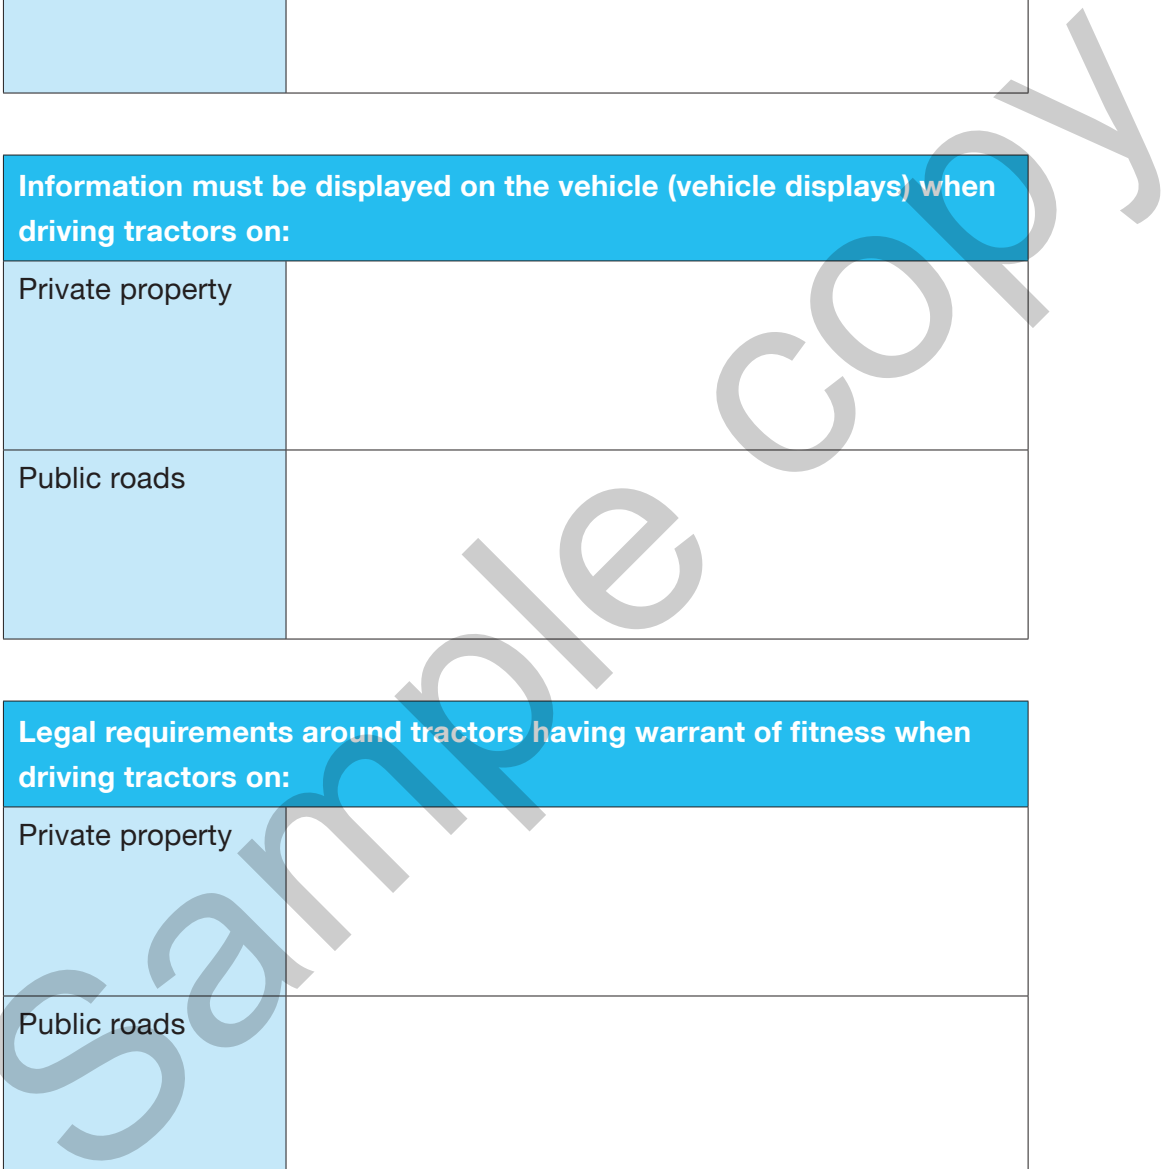 Information must be displayed on the vehicle (vehicle displays) when
driving tractors on:
Private property
Public roads
Legal requirements around tractors having warrant of fitness when
driving tractors on:
Private property
Public roads
Sample copy